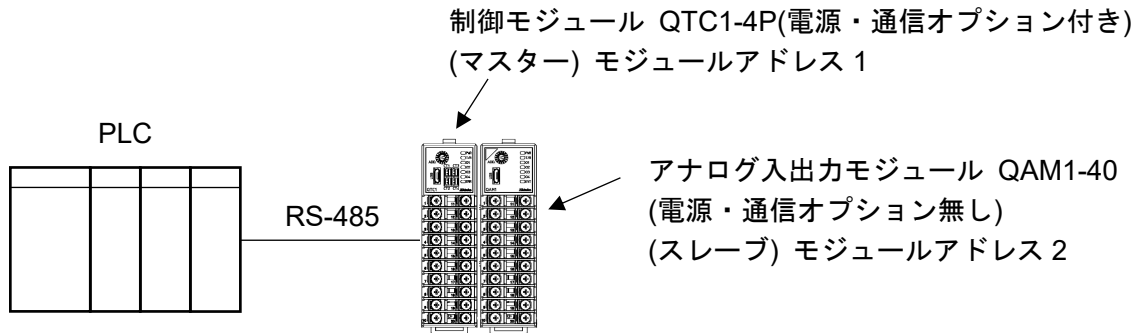 制御モジュール QTC1-4P(電源・通信オプション付き)
(マスター) モジュールアドレス 1
PLC
アナログ入出力モジュール QAM1-40
(電源・通信オプション無し)
(スレーブ) モジュールアドレス 2
RS-485
QTC1
QAM1